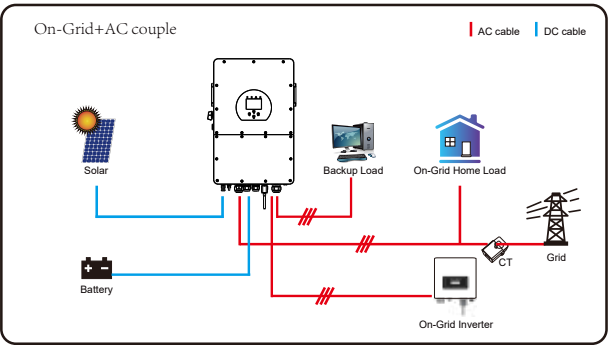 On-Grid+AC couple
AC cable
DC cable
Solar
Backup Load
On-Grid Home Load
CT
Grid
Battery
On-Grid Inverter